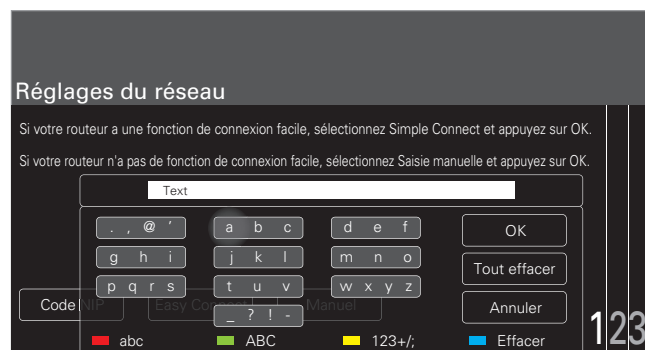 Réglages du réseau
Si votre routeur a une fonction de connexion facile, sélectionnez Simple Connect et appuyez sur OK.
Si votre routeur n'a pas de fonction de connexion facile, sélectionnez Saisie manuelle et appuyez sur OK.
Text
. , @ ' a b c d e f OK
g h i j k l m n o Tout effacer
p q r s t u v w x y z
Code NIP Easy Connect Manuel Annuler
_ ? ! -
abc ABC 123+/; Effacer
123